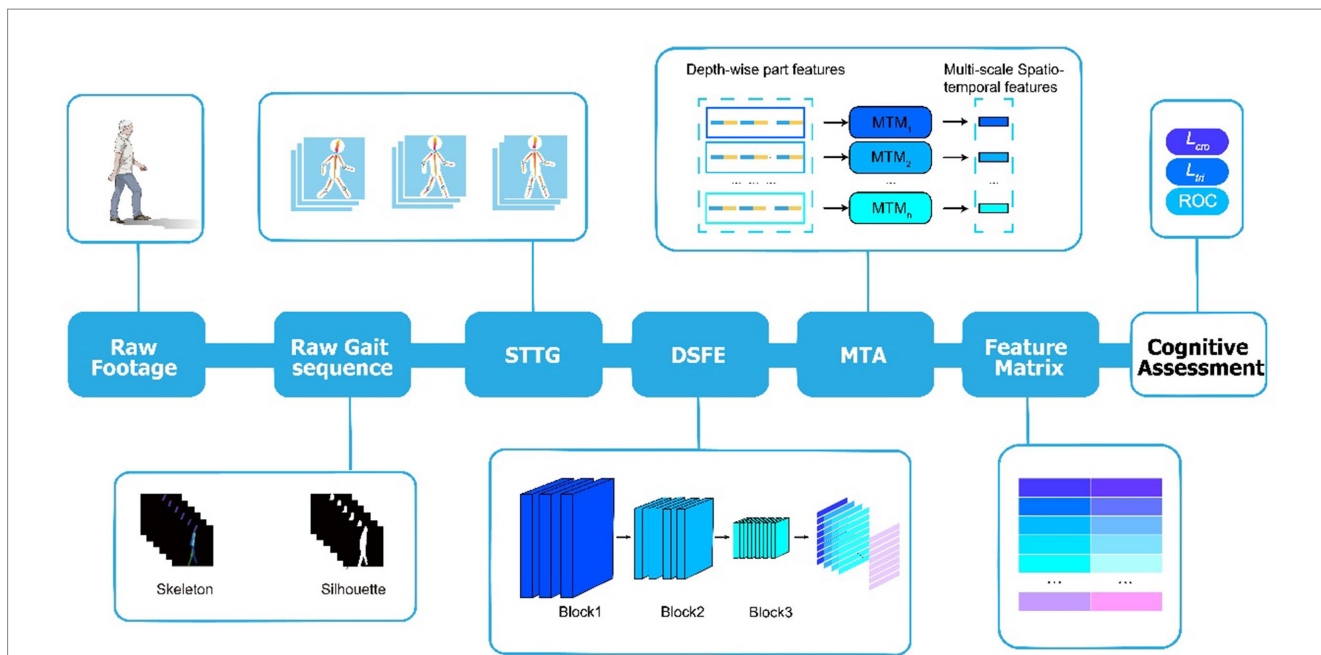 Depth-wise part features
Multi-scale Spatio-
temporal features
MTM1
MTM2
... ... ...
...
...
MTMn
Lcro
Ltri
ROC
Raw
Footage
Raw Gait
sequence
STTG
DSFE
MTA
Feature
Matrix
Cognitive
Assessment
Skeleton
Silhouette
Block1
Block2
Block3
...
...